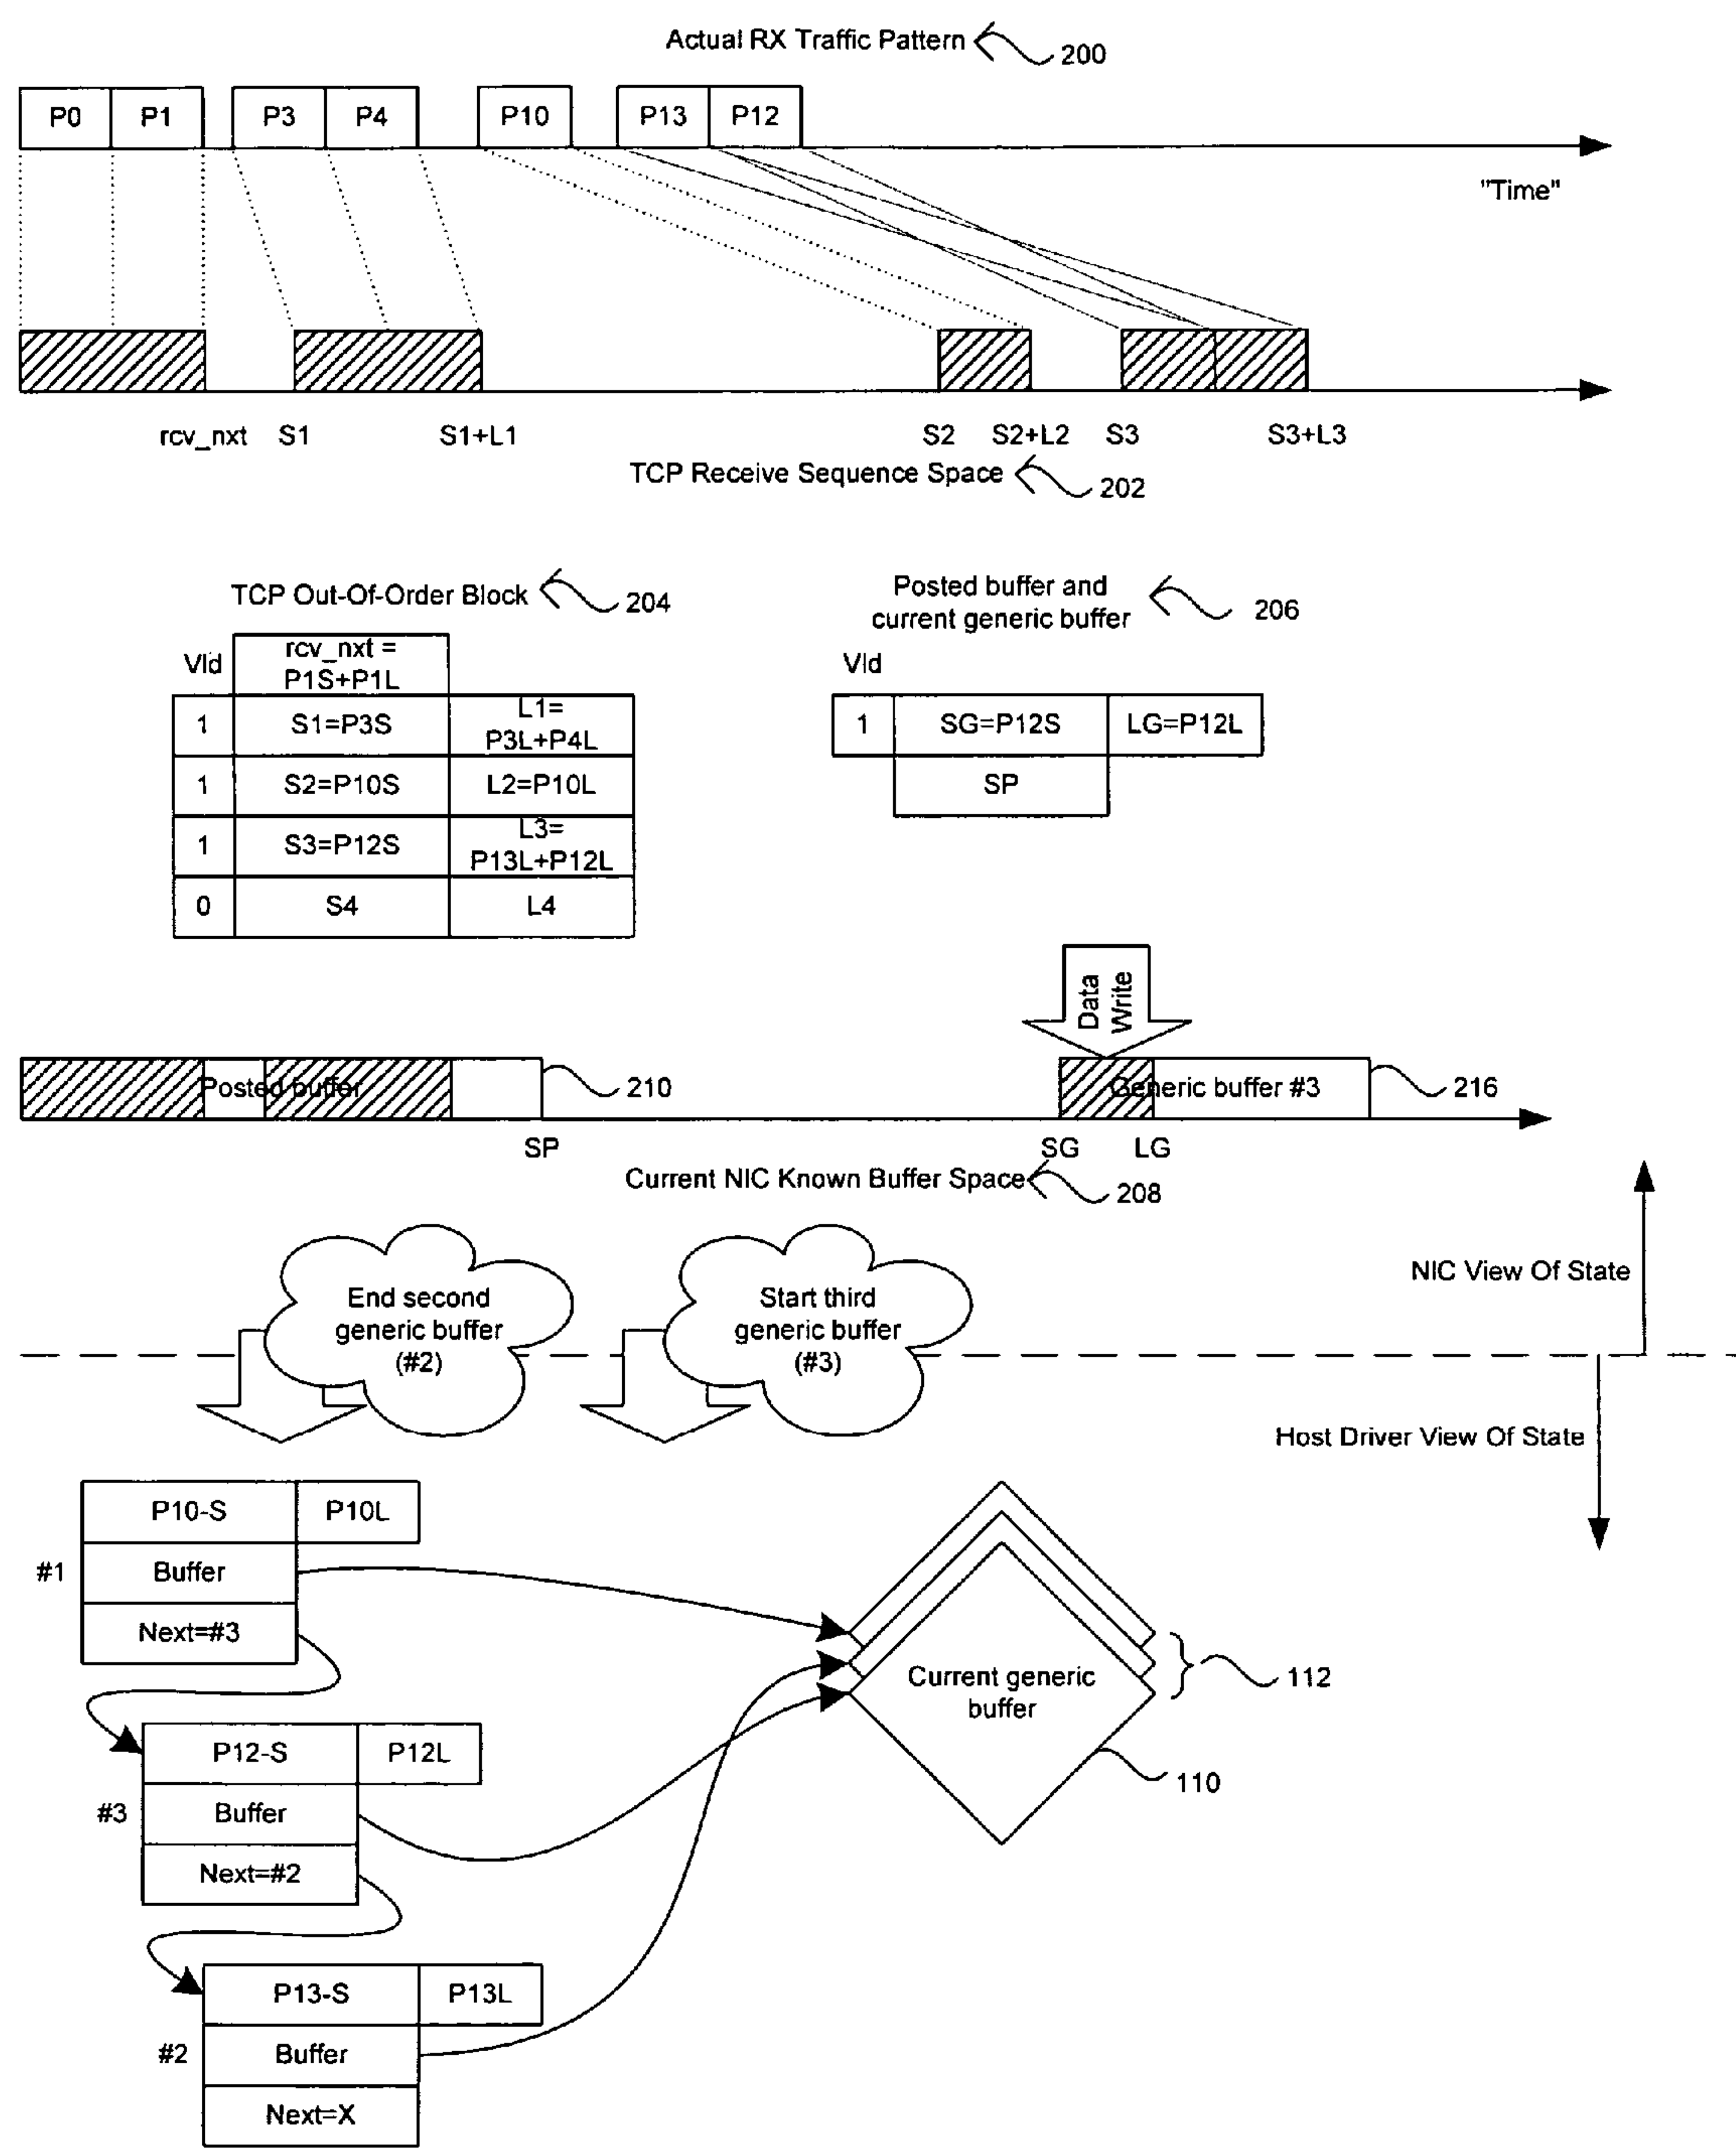 Actual RX Traffic Pattern 200
P0 P1 P3 P4 P10 P13 P12
"Time"
rcv_nxt S1 S1+L1 S2 S2+L2 S3 S3+L3
TCP Receive Sequence Space 202
TCP Out-Of-Order Block 204
Vld
rcv_nxt =
P1S+P1L
1 S1=P3S L1=
P3L+P4L
1 S2=P10S L2=P10L
1 S3=P12S L3=
P13L+P12L
0 S4 L4
Posted buffer and
current generic buffer
206
Vld
1 SG=P12S LG=P12L
SP
Data
Write
Posted buffer 210
Generic buffer #3 216
SP SG LG
Current NIC Known Buffer Space 208
End second
generic buffer
(#2)
Start third
generic buffer
(#3)
NIC View Of State
Host Driver View Of State
P10-S P10L
#1 Buffer
Next=#3
P12-S P12L
#3 Buffer
Next=#2
P13-S P13L
#2 Buffer
Next=X
Current generic
buffer
112
110